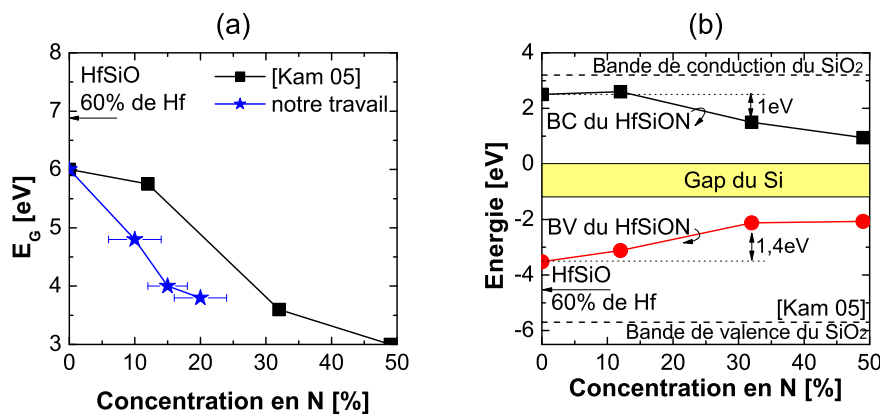 (a)
8
7
6
5
4
3
E_G [eV]
HfSiO
60% de Hf
[Kam 05]
notre travail
0
10
20
30
40
50
Concentration en N [%]
(b)
4
2
0
-2
-4
-6
Energie [eV]
Bande de conduction du SiO₂
1eV
BC du HfSiON
Gap du Si
BV du HfSiON
1,4eV
HfSiO
60% de Hf
[Kam 05]
Bande de valence du SiO₂
0
10
20
30
40
50
Concentration en N [%]